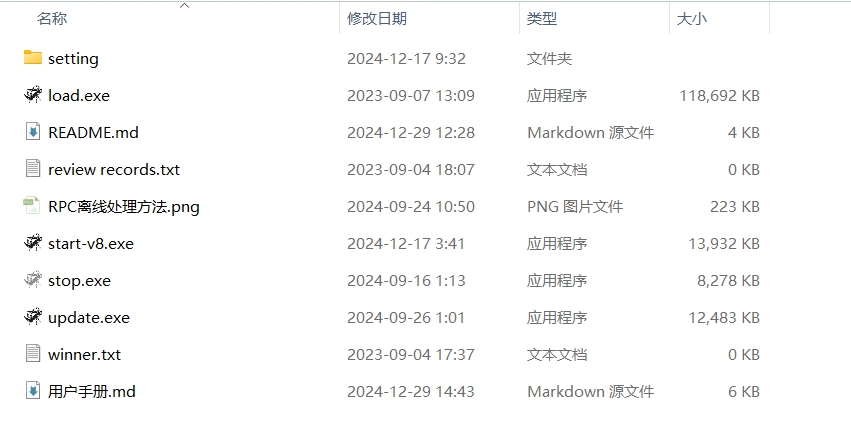 名称 修改日期 类型 大小
setting 2024-12-17 9:32 文件夹
load.exe 2023-09-07 13:09 应用程序 118,692 KB
README.md 2024-12-29 12:28 Markdown 源文件 4 KB
review records.txt 2023-09-04 18:07 文本文档 0 KB
RPC离线处理方法.png 2024-09-24 10:50 PNG 图片文件 223 KB
start-v8.exe 2024-12-17 3:41 应用程序 13,932 KB
stop.exe 2024-09-16 1:13 应用程序 8,278 KB
update.exe 2024-09-26 1:01 应用程序 12,483 KB
winner.txt 2023-09-04 17:37 文本文档 0 KB
用户手册.md 2024-12-29 14:43 Markdown 源文件 6 KB